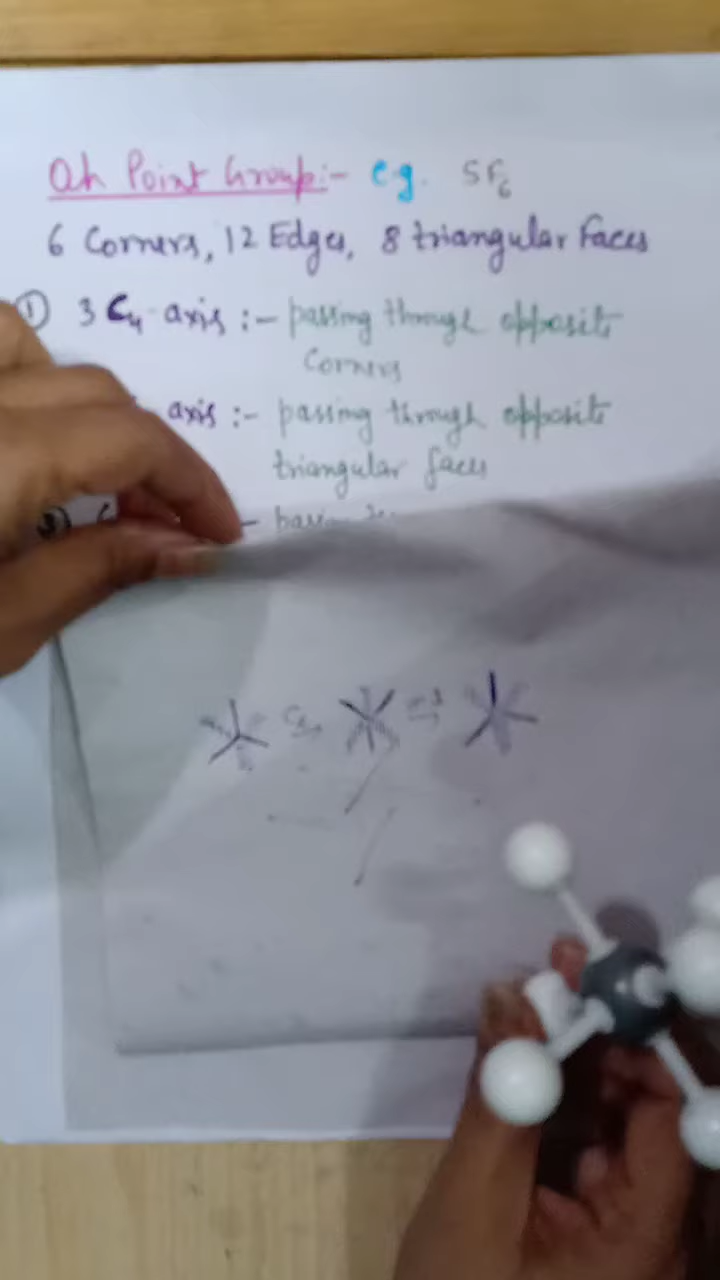 Oh Point Group:- e.g. SF6
6 Corners, 12 Edges, 8 triangular faces
① 3 C4 axis :- passing through opposite
corners
axis :- passing through opposite
triangular faces